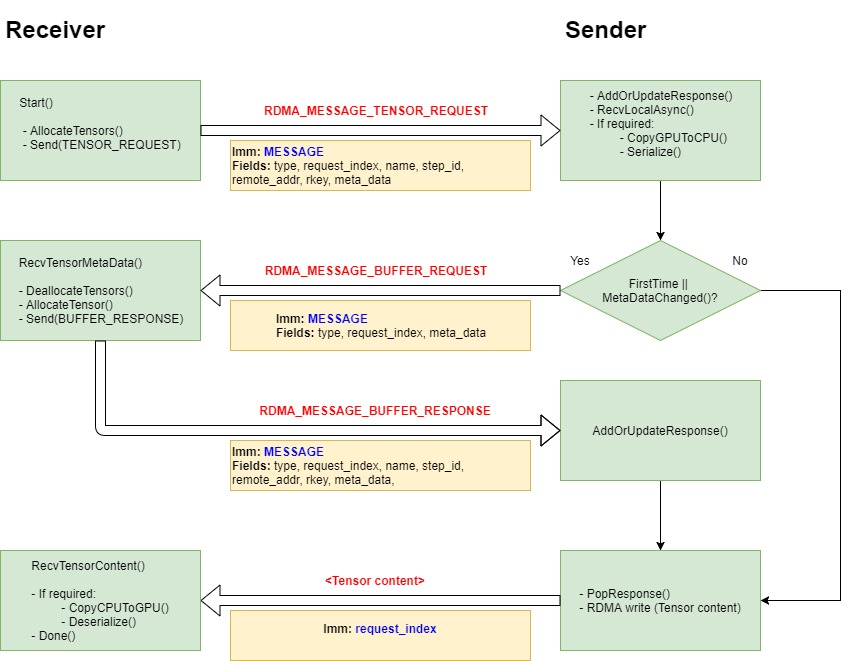 Receiver
Sender
Start()
- AllocateTensors()
- Send(TENSOR_REQUEST)
RDMA_MESSAGE_TENSOR_REQUEST
Imm: MESSAGE
Fields: type, request_index, name, step_id,
remote_addr, rkey, meta_data
- AddOrUpdateResponse()
- RecvLocalAsync()
- If required:
- CopyGPUToCPU()
- Serialize()
RecvTensorMetaData()
- DeallocateTensors()
- AllocateTensor()
- Send(BUFFER_RESPONSE)
RDMA_MESSAGE_BUFFER_REQUEST
Imm: MESSAGE
Fields: type, request_index, meta_data
Yes
No
FirstTime ||
MetaDataChanged()?
RDMA_MESSAGE_BUFFER_RESPONSE
Imm: MESSAGE
Fields: type, request_index, name, step_id,
remote_addr, rkey, meta_data,
AddOrUpdateResponse()
RecvTensorContent()
- If required:
- CopyCPUToGPU()
- Deserialize()
- Done()
<Tensor content>
Imm: request_index
- PopResponse()
- RDMA write (Tensor content)